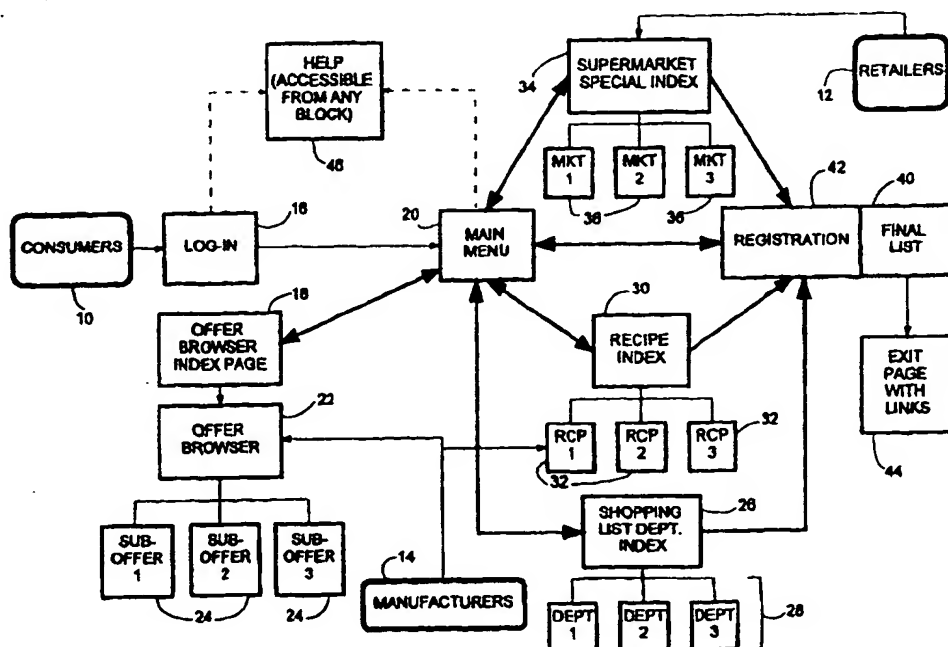 HELP
(ACCESSIBLE
FROM ANY
BLOCK)
46
34
SUPERMARKET
SPECIAL INDEX
RETAILERS
12
MKT
1
MKT
2
MKT
3
36
36
16
20
42
40
CONSUMERS
10
LOG-IN
MAIN
MENU
REGISTRATION
FINAL
LIST
18
OFFER
BROWSER
INDEX PAGE
30
RECIPE
INDEX
EXIT
PAGE
WITH
LINKS
44
22
OFFER
BROWSER
RCP
1
RCP
2
RCP
3
32
32
26
SHOPPING
LIST DEPT.
INDEX
SUB-
OFFER
1
SUB-
OFFER
2
SUB-
OFFER
3
24
24
14
MANUFACTURERS
DEPT
1
DEPT
2
DEPT
3
28